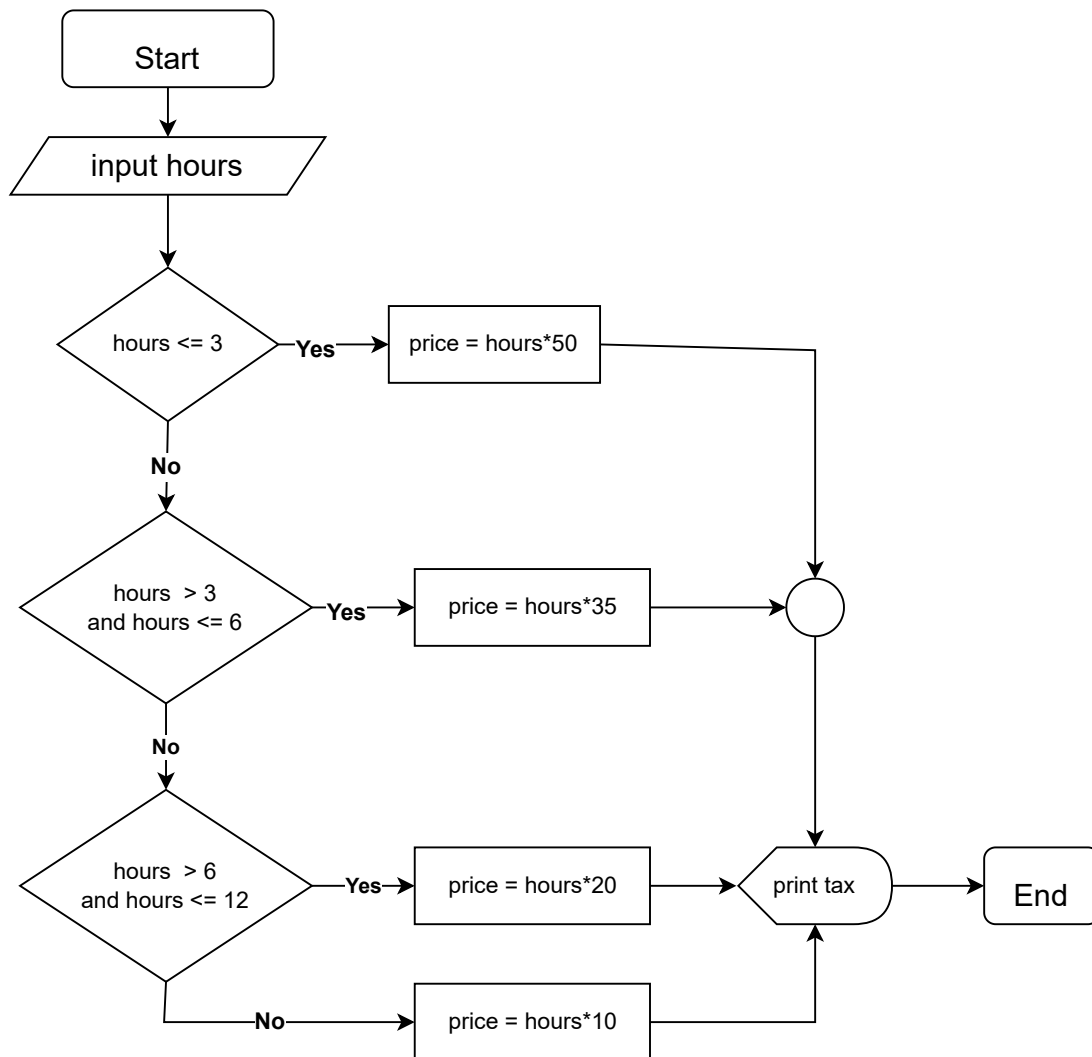 Start
input hours
hours <= 3
Yes
price = hours*50
No
hours  > 3
and hours <= 6
Yes
price = hours*35
No
hours  > 6
and hours <= 12
Yes
price = hours*20
print tax
End
No
price = hours*10